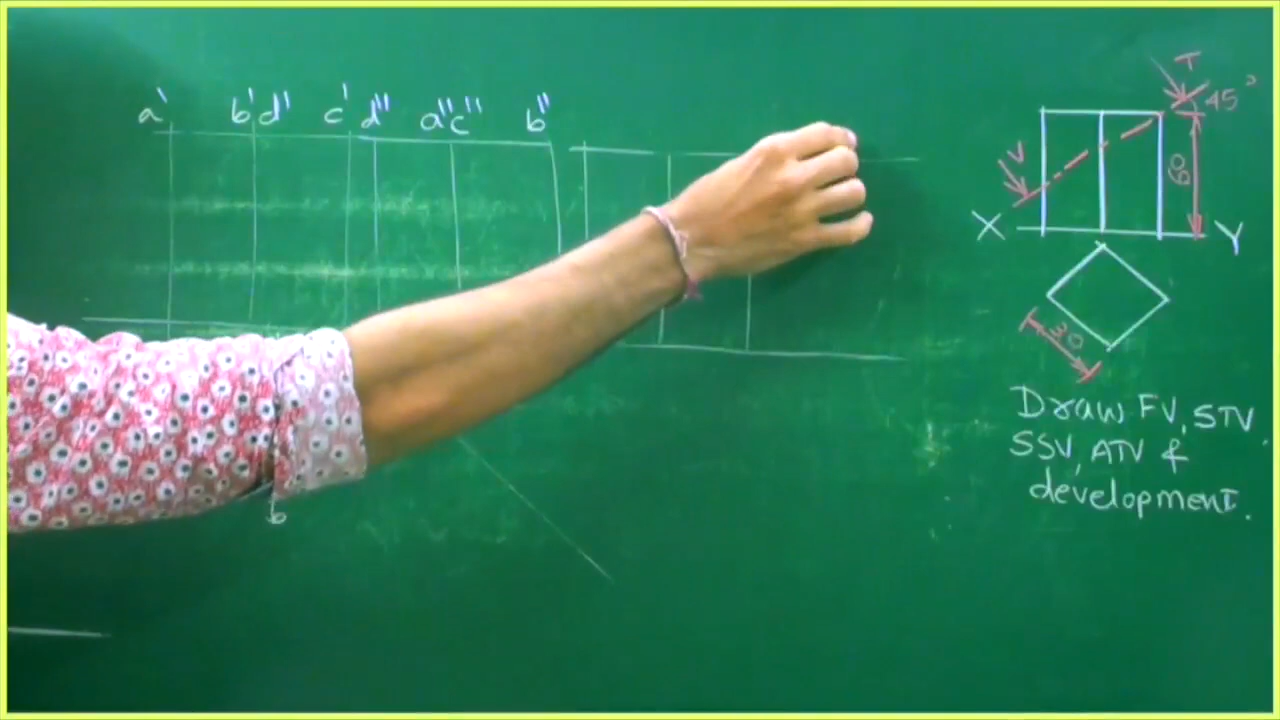 a' b'd' c' d" a"c" b"
T
45°
V
60
X Y
30
Draw FV, STV.
SSV, ATV &
development.
b